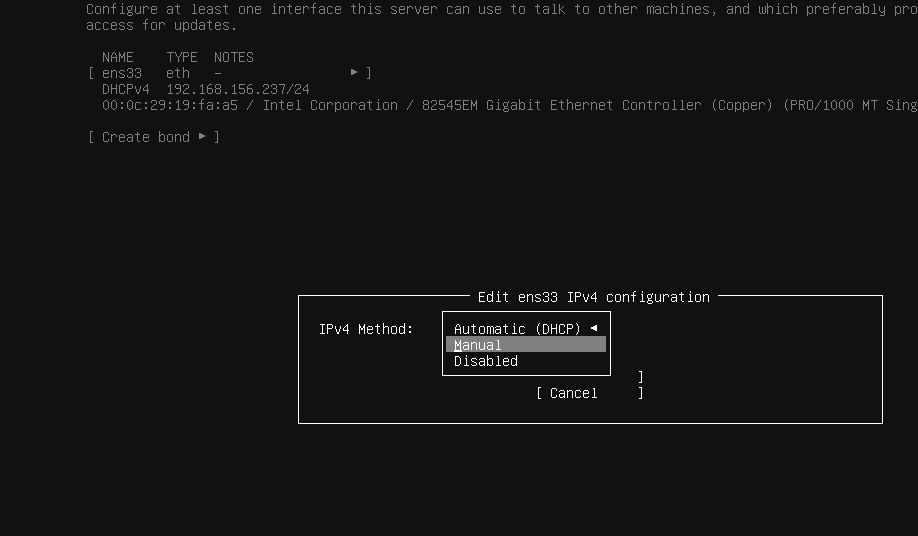 Configure at least one interface this server can use to talk to other machines, and which preferably pro
access for updates.
NAME TYPE NOTES
[ ens33 eth – ▸ ]
DHCPv4 192.168.156.237/24
00:0c:29:19:fa:a5 / Intel Corporation / 82545EM Gigabit Ethernet Controller (Copper) (PRO/1000 MT Sing
[ Create bond ▸ ]
Edit ens33 IPv4 configuration
IPv4 Method: Automatic (DHCP) ◂
Manual
Disabled
]
[ Cancel ]